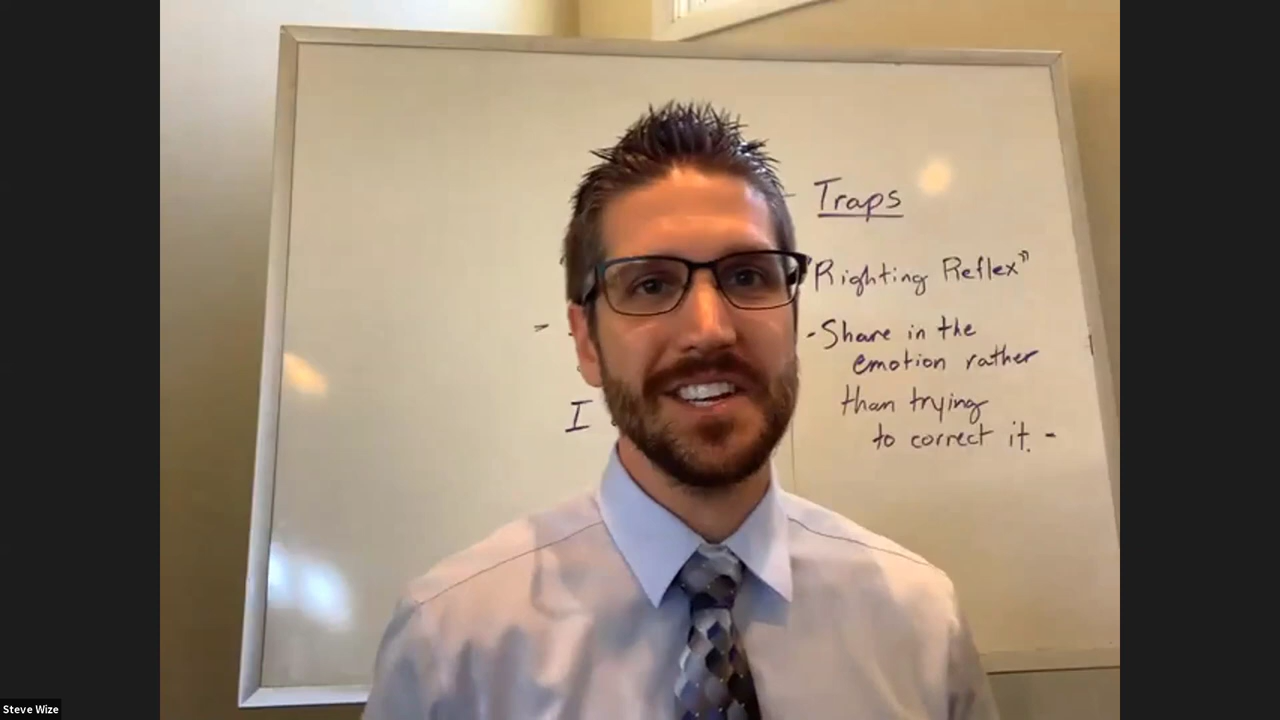 Traps
"Righting Reflex"
-Share in the
emotion rather
than trying
to correct it.-
I
Steve Wize